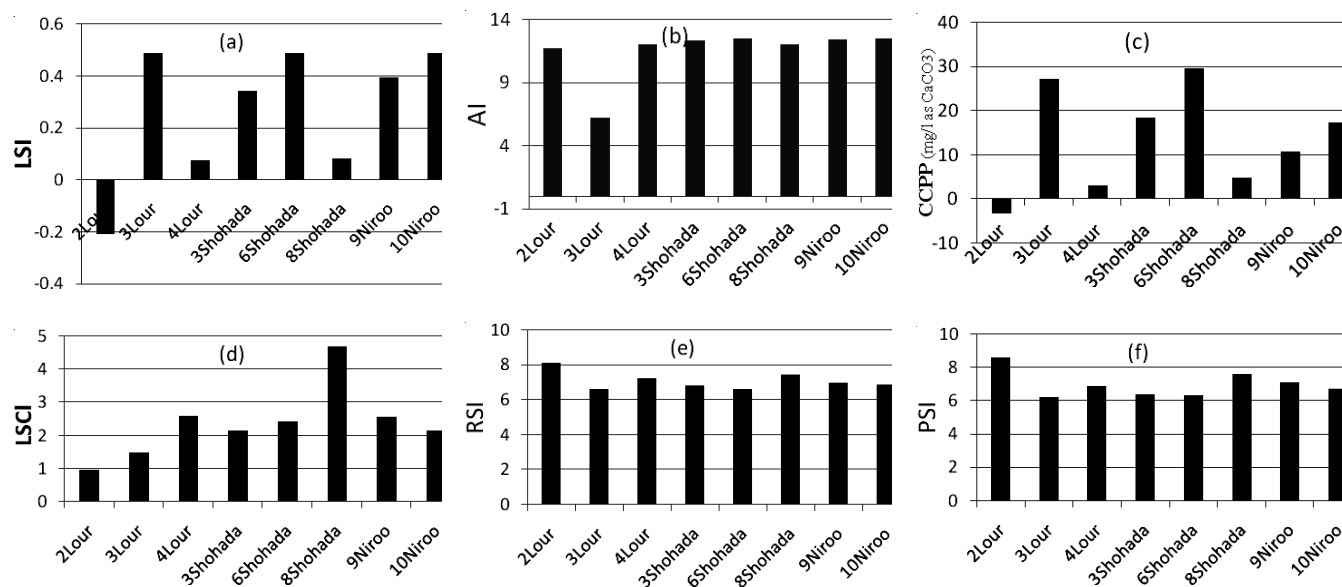 (a)
LSI
0.6
0.4
0.2
0
-0.2
-0.4
2Lour
3Lour
4Lour
3Shohada
6Shohada
8Shohada
9Niroo
10Niroo
(b)
AI
14
9
4
-1
2Lour
3Lour
4Lour
3Shohada
6Shohada
8Shohada
9Niroo
10Niroo
(c)
CCPP (mg/l as CaCO3)
40
30
20
10
0
-10
2Lour
3Lour
4Lour
3Shohada
6Shohada
8Shohada
9Niroo
10Niroo
(d)
LSCI
5
4
3
2
1
0
2Lour
3Lour
4Lour
3Shohada
6Shohada
8Shohada
9Niroo
10Niroo
(e)
RSI
10
8
6
4
2
0
2Lour
3Lour
4Lour
3Shohada
6Shohada
8Shohada
9Niroo
10Niroo
(f)
PSI
10
8
6
4
2
0
2Lour
3Lour
4Lour
3Shohada
6Shohada
8Shohada
9Niroo
10Niroo